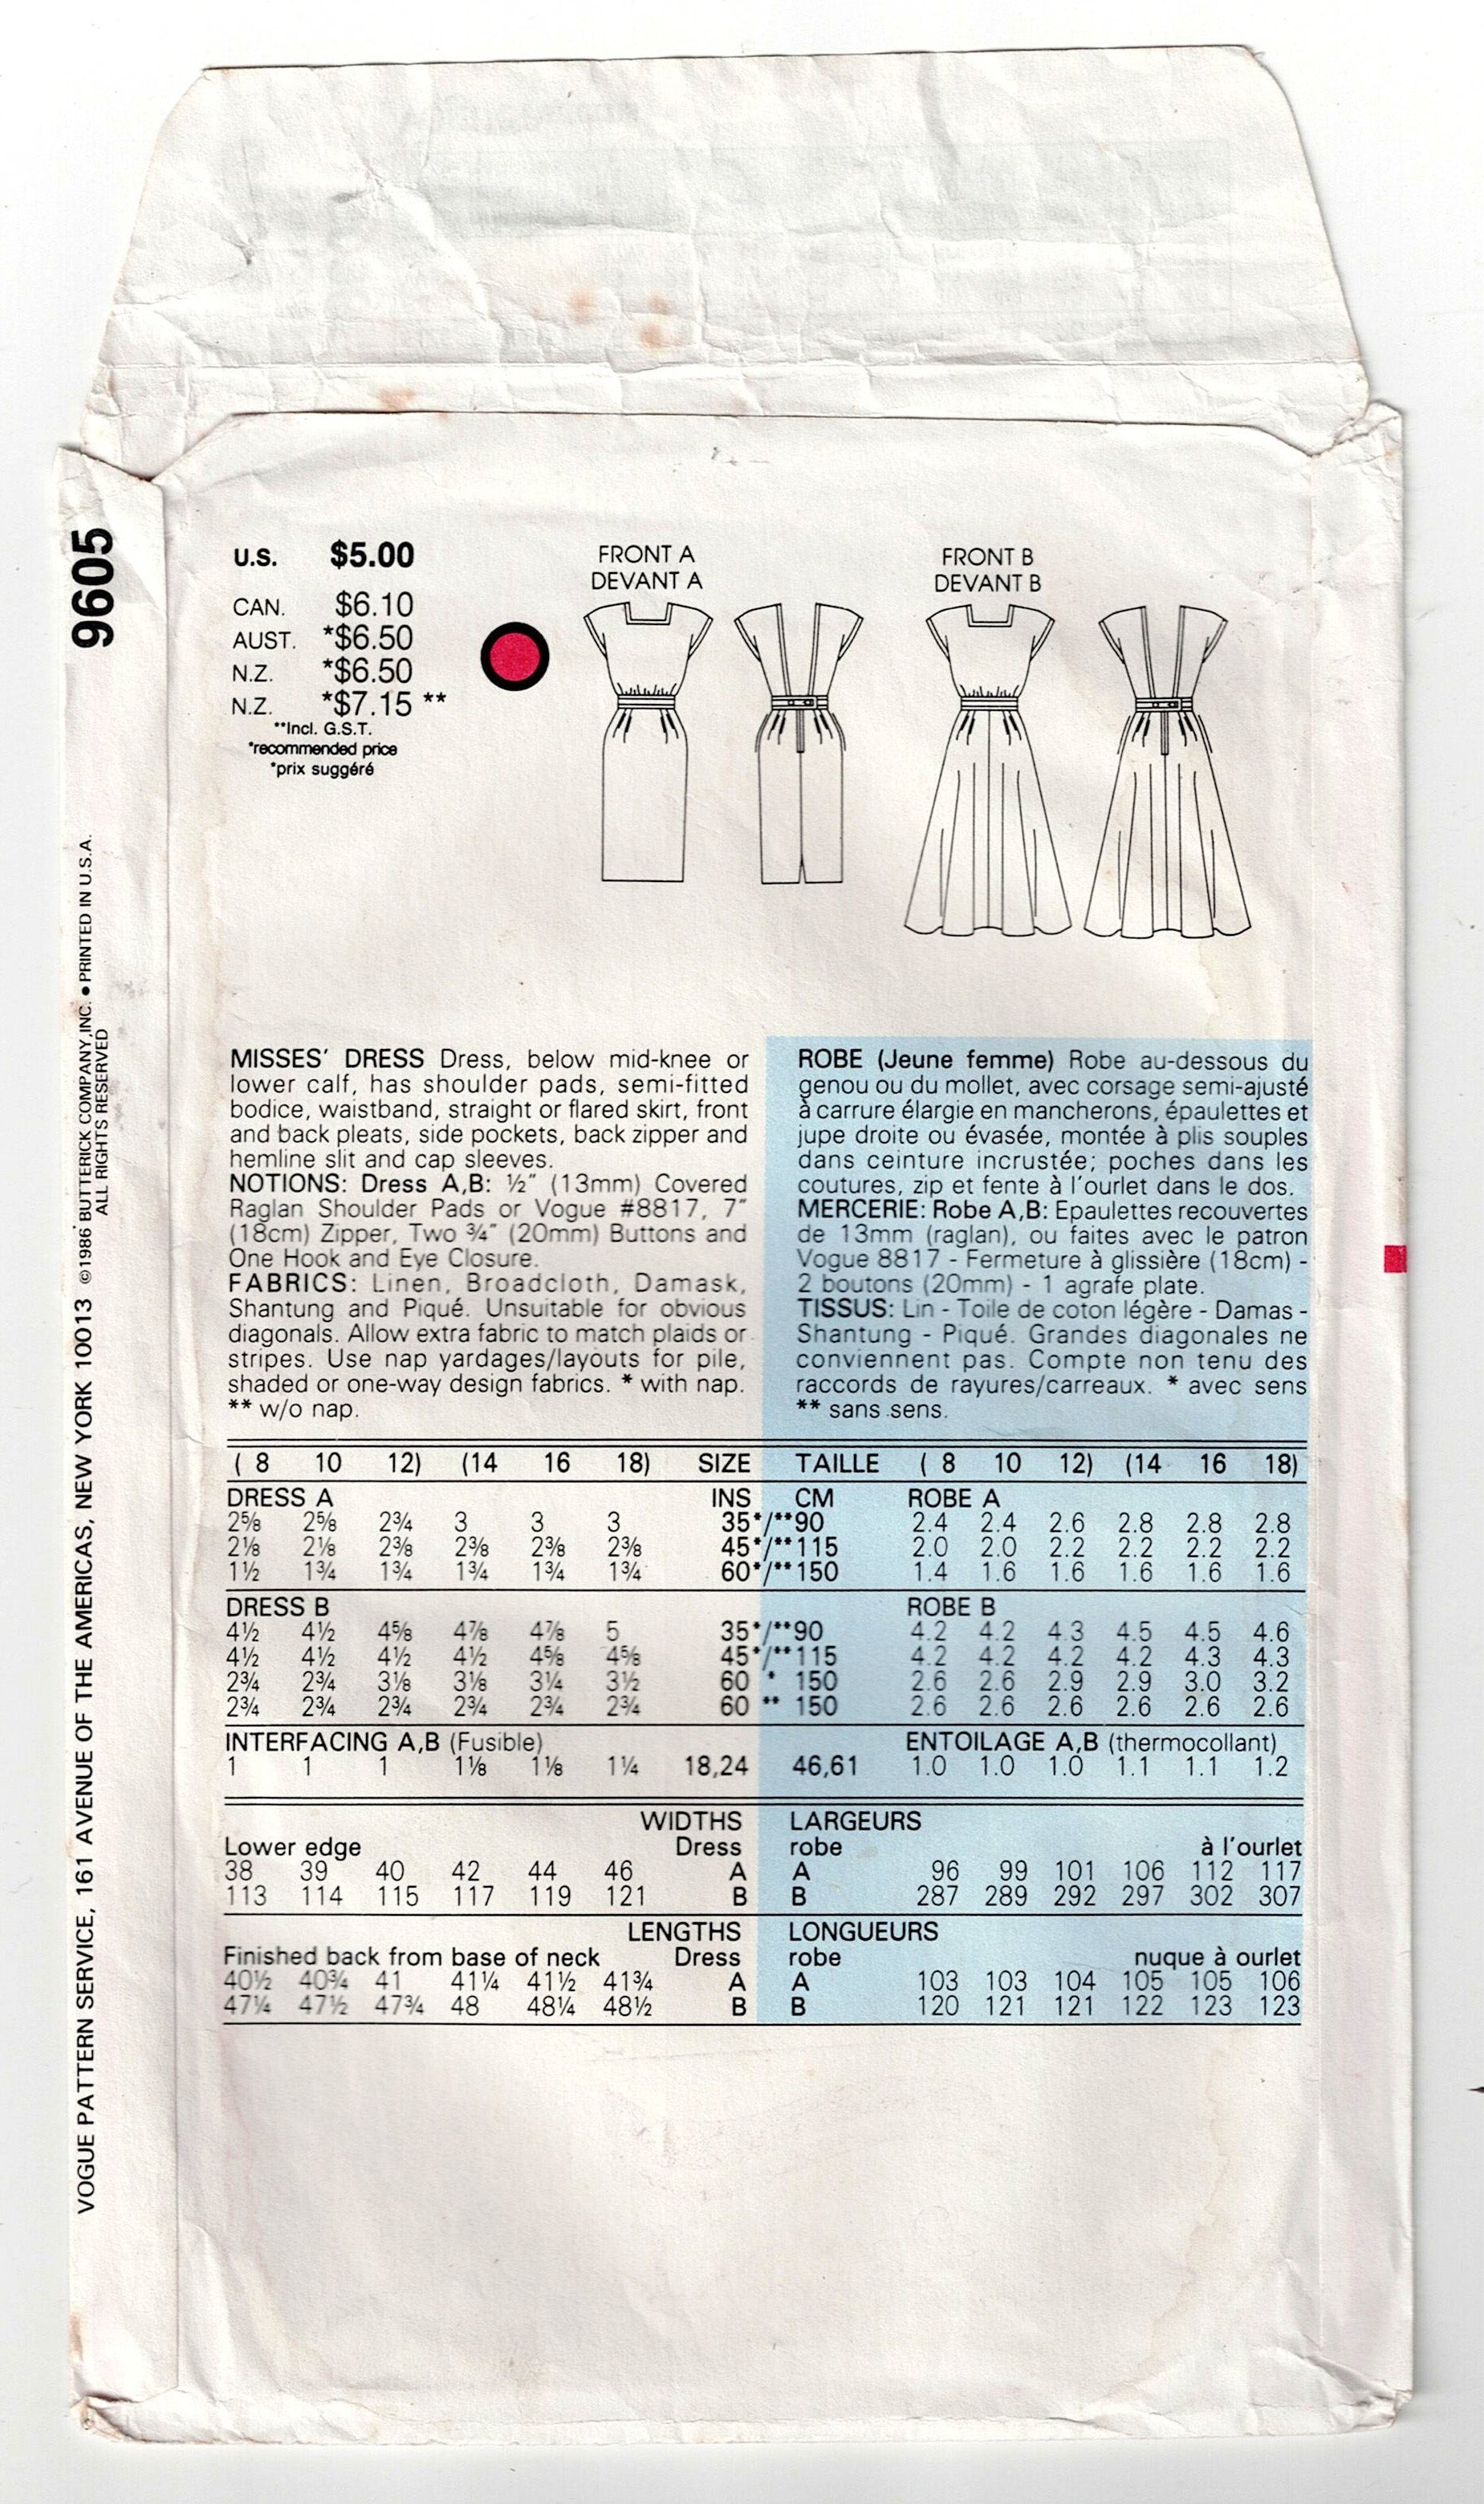 9605
VOGUE PATTERN SERVICE, 161 AVENUE OF THE AMERICAS, NEW YORK 10013 ©1986 BUTTERICK COMPANY, INC. ● PRINTED IN U.S.A.
ALL RIGHTS RESERVED
U.S. $5.00
CAN. $6.10
AUST. *$6.50
N.Z. *$6.50
N.Z. *$7.15 **
**Incl. G.S.T.
*recommended price
*prix suggéré
FRONT A
DEVANT A
FRONT B
DEVANT B
MISSES' DRESS Dress, below mid-knee or
lower calf, has shoulder pads, semi-fitted
bodice, waistband, straight or flared skirt, front
and back pleats, side pockets, back zipper and
hemline slit and cap sleeves.
NOTIONS: Dress A,B: ½" (13mm) Covered
Raglan Shoulder Pads or Vogue #8817, 7"
(18cm) Zipper, Two ¾" (20mm) Buttons and
One Hook and Eye Closure.
FABRICS: Linen, Broadcloth, Damask,
Shantung and Piqué. Unsuitable for obvious
diagonals. Allow extra fabric to match plaids or
stripes. Use nap yardages/layouts for pile,
shaded or one-way design fabrics. * with nap.
** w/o nap.
ROBE (Jeune femme) Robe au-dessous du
genou ou du mollet, avec corsage semi-ajusté
à carrure élargie en mancherons, épaulettes et
jupe droite ou évasée, montée à plis souples
dans ceinture incrustée; poches dans les
coutures, zip et fente à l'ourlet dans le dos.
MERCERIE: Robe A,B: Epaulettes recouvertes
de 13mm (raglan), ou faites avec le patron
Vogue 8817 - Fermeture à glissière (18cm) -
2 boutons (20mm) - 1 agrafe plate.
TISSUS: Lin - Toile de coton légère - Damas -
Shantung - Piqué. Grandes diagonales ne
conviennent pas. Compte non tenu des
raccords de rayures/carreaux. * avec sens
** sans sens.
( 8 10 12) (14 16 18) SIZE TAILLE ( 8 10 12) (14 16 18)
DRESS A INS CM ROBE A
2⅝ 2⅝ 2¾ 3 3 3 35*/**90 2.4 2.4 2.6 2.8 2.8 2.8
2⅛ 2⅛ 2⅜ 2⅜ 2⅜ 2⅜ 45*/**115 2.0 2.0 2.2 2.2 2.2 2.2
1½ 1¾ 1¾ 1¾ 1¾ 1¾ 60*/**150 1.4 1.6 1.6 1.6 1.6 1.6
DRESS B ROBE B
4½ 4½ 4⅝ 4⅞ 4⅞ 5 35*/**90 4.2 4.2 4.3 4.5 4.5 4.6
4½ 4½ 4½ 4½ 4⅝ 4⅝ 45*/**115 4.2 4.2 4.2 4.2 4.3 4.3
2¾ 2¾ 3⅛ 3⅛ 3¼ 3½ 60 * 150 2.6 2.6 2.9 2.9 3.0 3.2
2¾ 2¾ 2¾ 2¾ 2¾ 2¾ 60 ** 150 2.6 2.6 2.6 2.6 2.6 2.6
INTERFACING A,B (Fusible) ENTOILAGE A,B (thermocollant)
1 1 1 1⅛ 1⅛ 1¼ 18,24 46,61 1.0 1.0 1.0 1.1 1.1 1.2
WIDTHS LARGEURS
Lower edge Dress robe à l'ourlet
38 39 40 42 44 46 A A 96 99 101 106 112 117
113 114 115 117 119 121 B B 287 289 292 297 302 307
LENGTHS LONGUEURS
Finished back from base of neck Dress robe nuque à ourlet
40½ 40¾ 41 41¼ 41½ 41¾ A A 103 103 104 105 105 106
47¼ 47½ 47¾ 48 48¼ 48½ B B 120 121 121 122 123 123